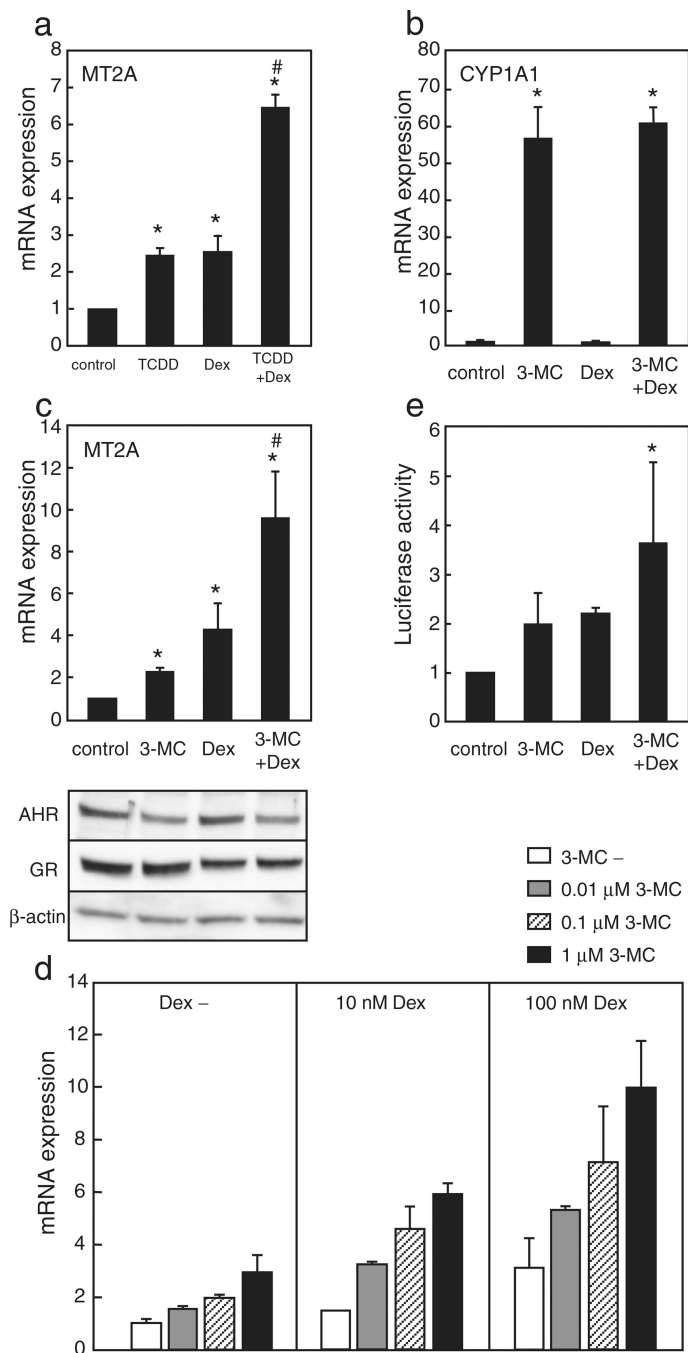 a
MT2A
mRNA expression
8
7
6
5
4
3
2
1
0
*
*
#
*
control TCDD Dex TCDD
+Dex
b
CYP1A1
mRNA expression
80
70
60
50
40
30
20
10
0
*
*
control 3-MC Dex 3-MC
+Dex
c
MT2A
mRNA expression
14
12
10
8
6
4
2
0
*
*
#
*
control 3-MC Dex 3-MC
+Dex
AHR
GR
β-actin
e
Luciferase activity
6
5
4
3
2
1
0
*
control 3-MC Dex 3-MC
+Dex
3-MC –
0.01 µM 3-MC
0.1 µM 3-MC
1 µM 3-MC
d
mRNA expression
14
12
10
8
6
4
2
0
Dex –
10 nM Dex
100 nM Dex